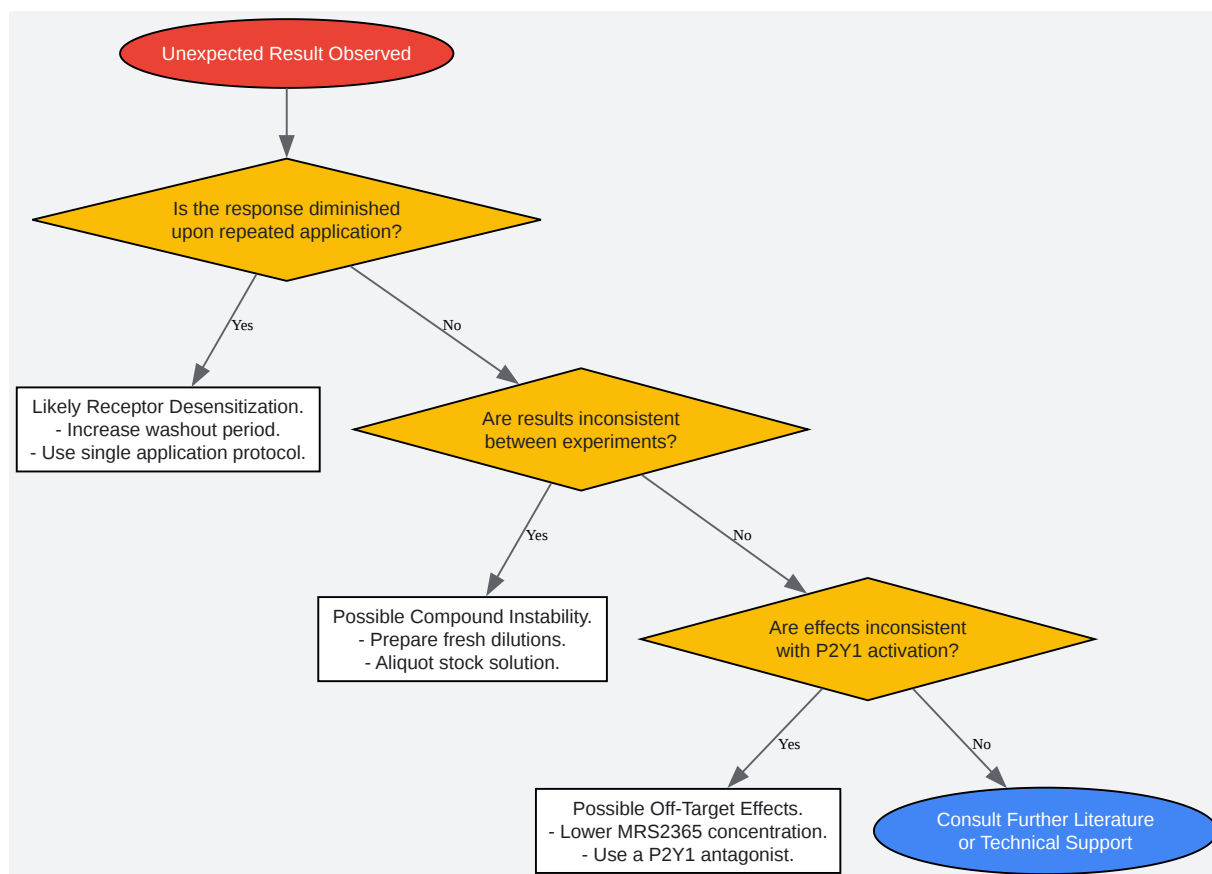 Unexpected Result Observed
Is the response diminished
upon repeated application?
Yes
No
Likely Receptor Desensitization.
- Increase washout period.
- Use single application protocol.
Are results inconsistent
between experiments?
Yes
No
Possible Compound Instability.
- Prepare fresh dilutions.
- Aliquot stock solution.
Are effects inconsistent
with P2Y1 activation?
Yes
No
Possible Off-Target Effects.
- Lower MRS2365 concentration.
- Use a P2Y1 antagonist.
Consult Further Literature
or Technical Support